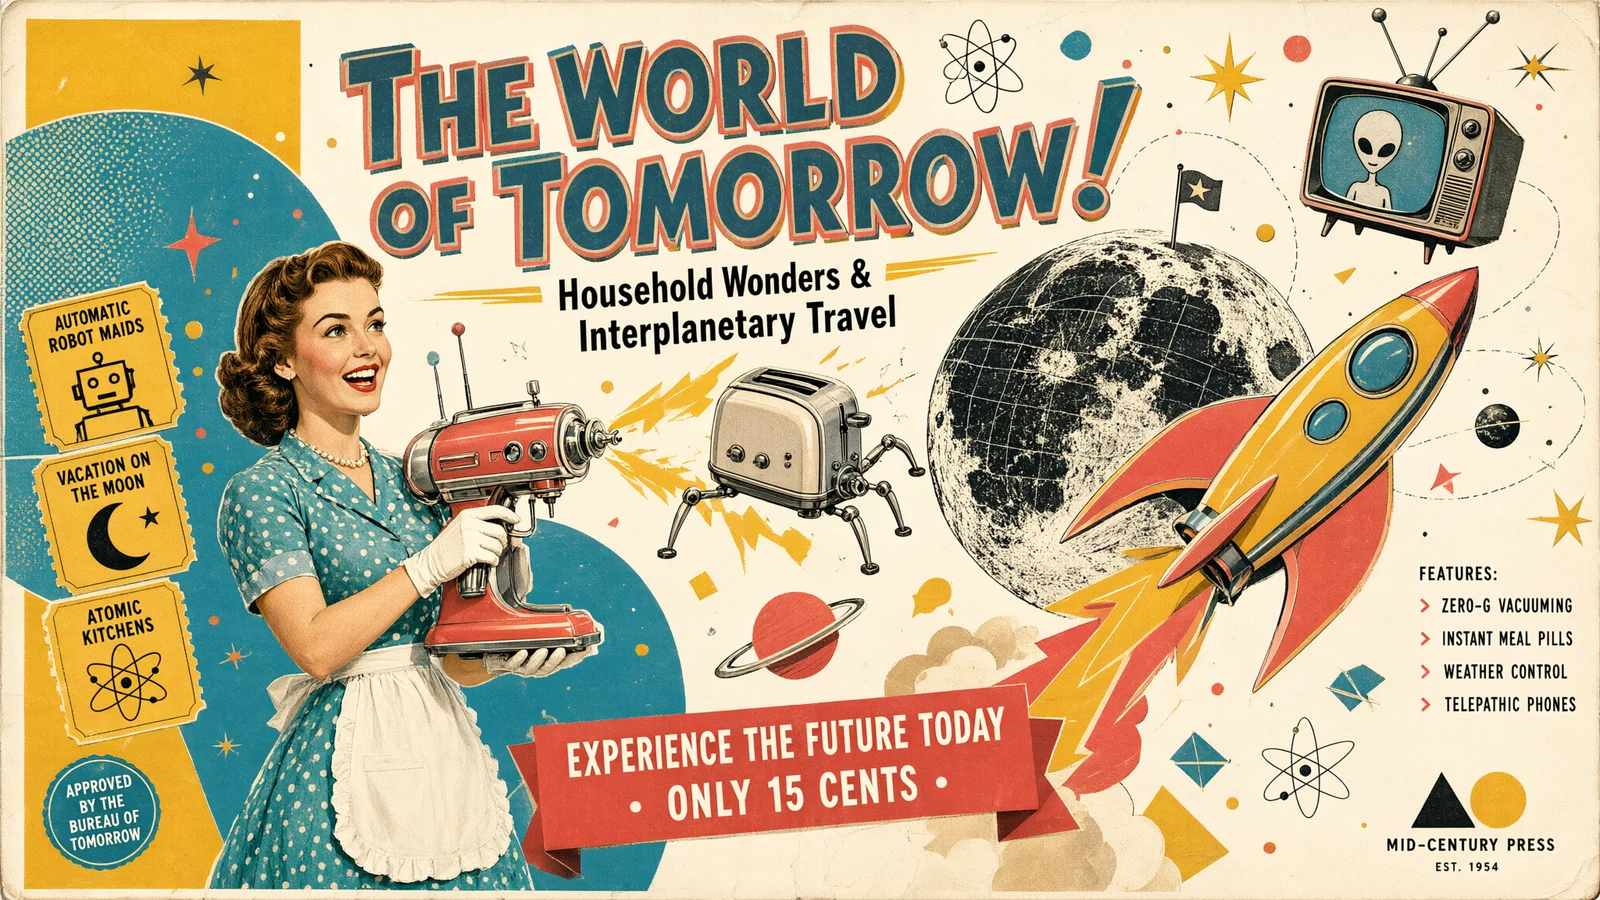 THE WORLD
OF TOMORROW!
Household Wonders &
Interplanetary Travel
AUTOMATIC
ROBOT MAIDS
VACATION ON
THE MOON
ATOMIC
KITCHENS
APPROVED
BY THE
BUREAU OF
TOMORROW
EXPERIENCE THE FUTURE TODAY
• ONLY 15 CENTS •
FEATURES:
> ZERO-G VACUUMING
> INSTANT MEAL PILLS
> WEATHER CONTROL
> TELEPATHIC PHONES
MID-CENTURY PRESS
EST. 1954